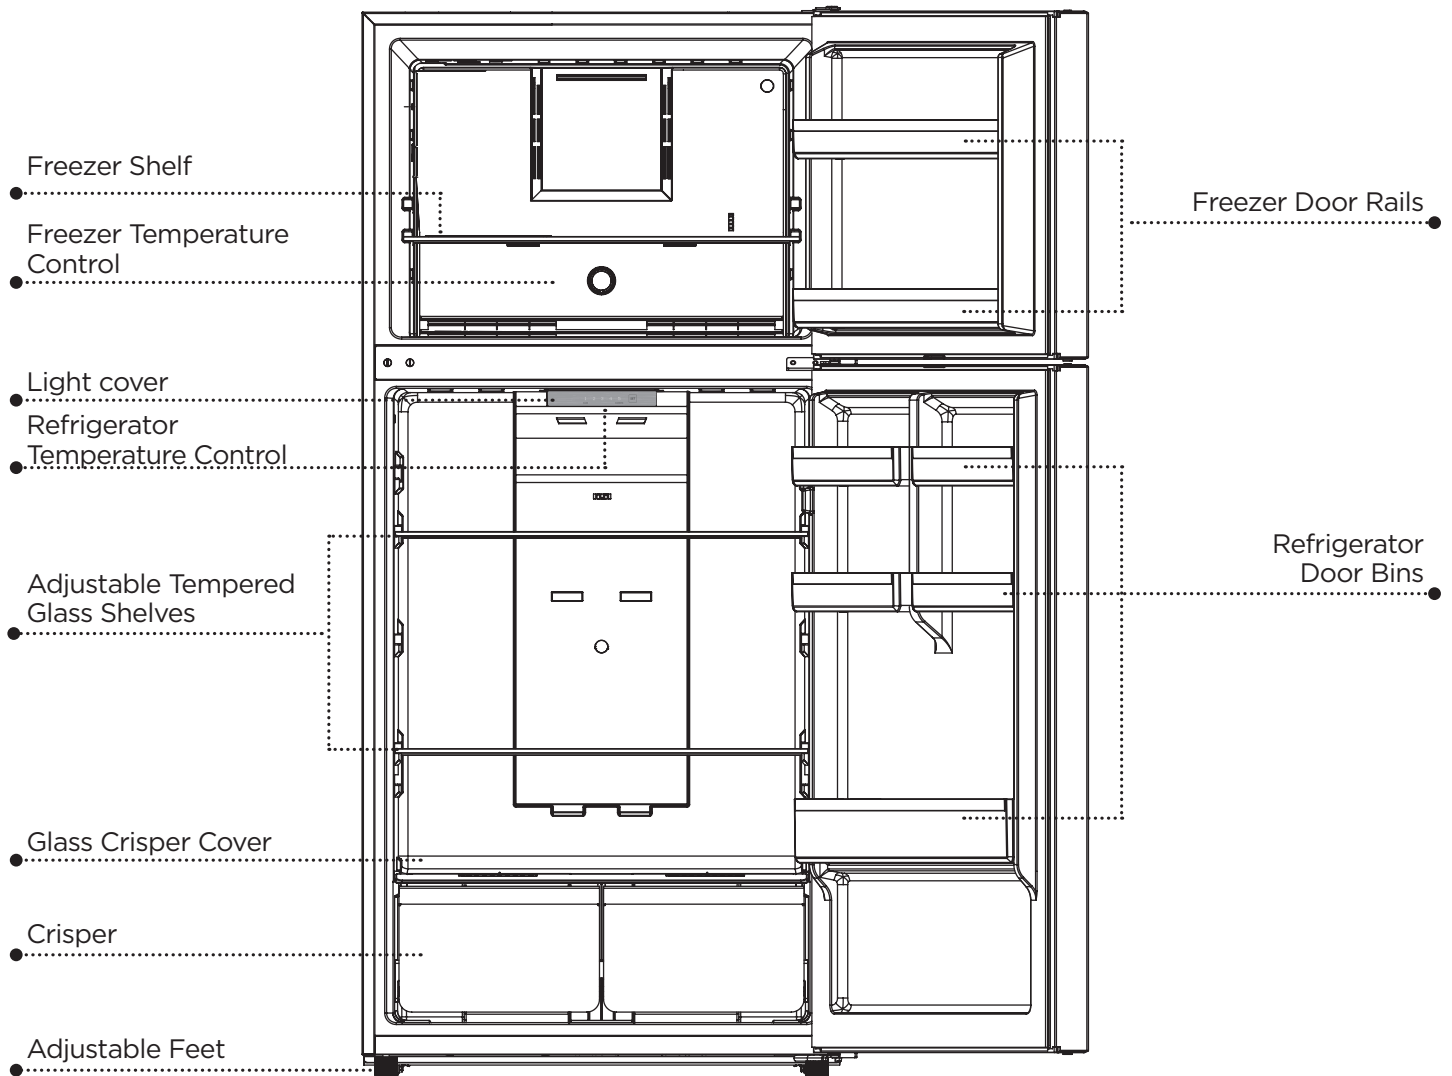 Freezer Shelf
Freezer Temperature
Control
Light cover
Refrigerator
Temperature Control
Adjustable Tempered
Glass Shelves
Glass Crisper Cover
Crisper
Adjustable Feet
Freezer Door Rails
Refrigerator
Door Bins